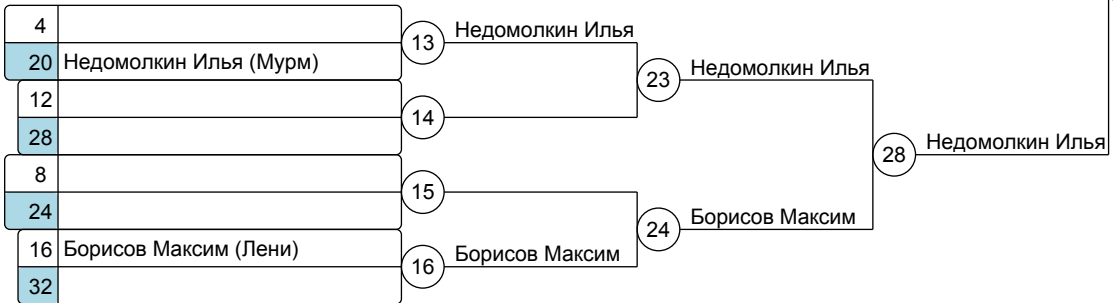 4
13 Недомолкин Илья
20 Недомолкин Илья (Мурм)
23 Недомолкин Илья
12
14
28
28 Недомолкин Илья
8
15
24
24 Борисов Максим
16 Борисов Максим (Лени)
16 Борисов Максим
32